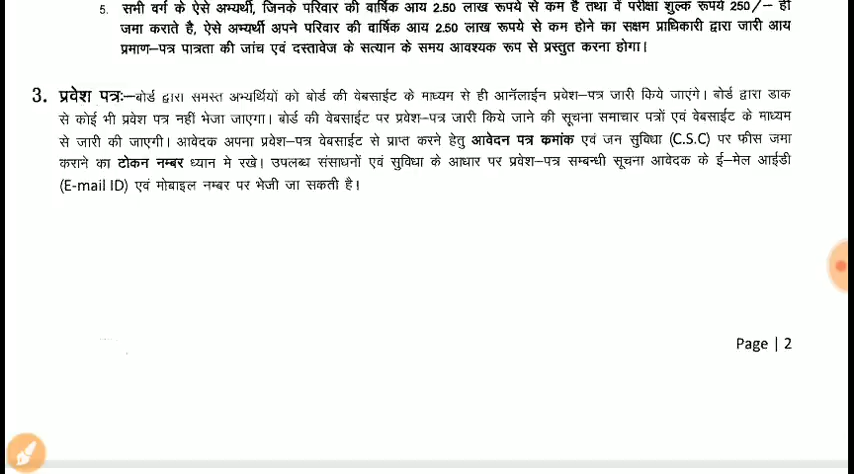 5. सभी वर्ग के ऐसे अभ्यर्थी, जिनके परिवार की वार्षिक आय 2.50 लाख रूपये से कम है तथा वे परीक्षा शुल्क रूपये 250/– ही
जमा कराते है, ऐसे अभ्यर्थी अपने परिवार की वार्षिक आय 2.50 लाख रूपये से कम होने का सक्षम प्राधिकारी द्वारा जारी आय
प्रमाण–पत्र पात्रता की जांच एवं दस्तावेज के सत्यान के समय आवश्यक रूप से प्रस्तुत करना होगा।
3. प्रवेश पत्र:–बोर्ड द्वारा समस्त अभ्यर्थियों को बोर्ड की वेबसाईट के माध्यम से ही आनॅलाईन प्रवेश–पत्र जारी किये जाएंगे। बोर्ड द्वारा डाक
से कोई भी प्रवेश पत्र नहीं भेजा जाएगा। बोर्ड की वेबसाईट पर प्रवेश–पत्र जारी किये जाने की सूचना समाचार पत्रों एवं वेबसाईट के माध्यम
से जारी की जाएगी। आवेदक अपना प्रवेश–पत्र वेबसाईट से प्राप्त करने हेतु आवेदन पत्र कमांक एवं जन सुविधा (C.S.C) पर फीस जमा
कराने का टोकन नम्बर ध्यान मे रखे। उपलब्ध संसाधनों एवं सुविधा के आधार पर प्रवेश–पत्र सम्बन्धी सूचना आवेदक के ई–मेल आईडी
(E-mail ID) एवं मोबाइल नम्बर पर भेजी जा सकती है।
Page | 2